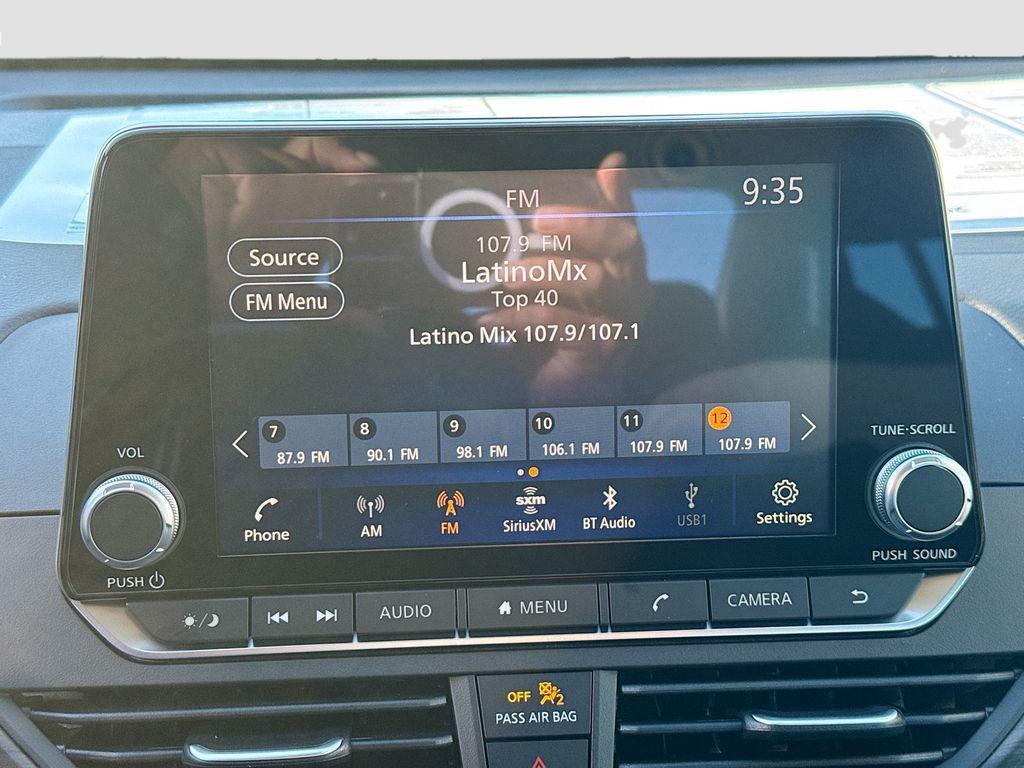 FM
9:35
Source
FM Menu
107.9 FM
LatinoMx
Top 40
Latino Mix 107.9/107.1
7
87.9 FM
8
90.1 FM
9
98.1 FM
10
106.1 FM
11
107.9 FM
12
107.9 FM
VOL
TUNE·SCROLL
Phone
AM
FM
sxm
SiriusXM
BT Audio
USB1
Settings
PUSH
PUSH SOUND
AUDIO
MENU
CAMERA
OFF 2
PASS AIR BAG